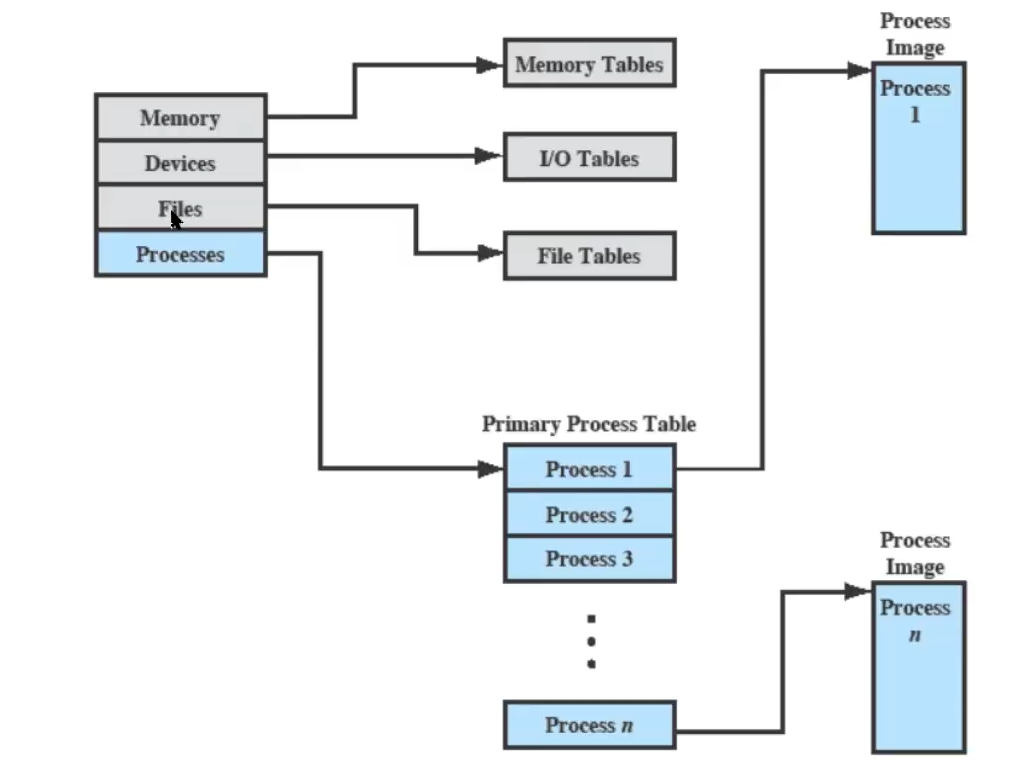 Memory
Devices
Files
Processes
Memory Tables
I/O Tables
File Tables
Primary Process Table
Process 1
Process 2
Process 3
Process n
Process
Image
Process
1
Process
Image
Process
n